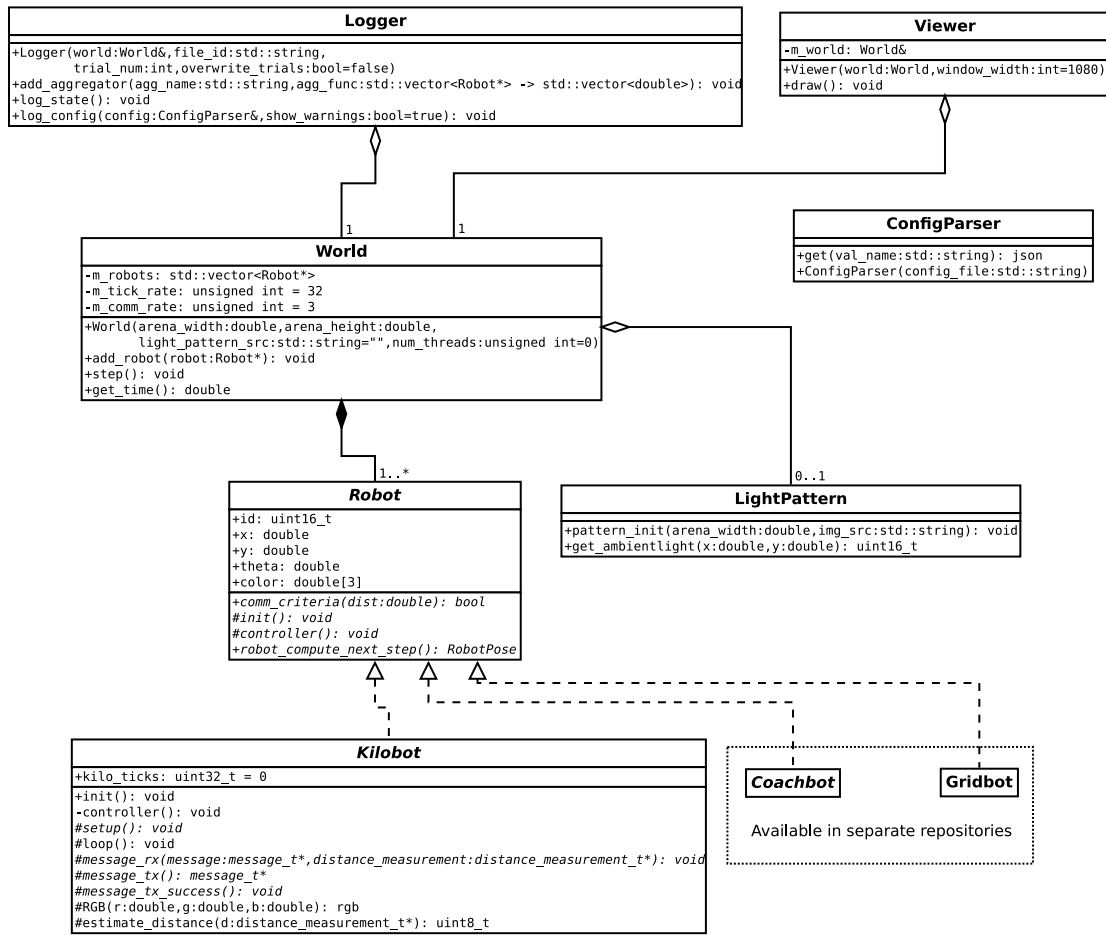 Logger
+Logger(world:World&,file_id:std::string,
trial_num:int,overwrite_trials:bool=false)
+add_aggregator(agg_name:std::string,agg_func:std::vector<Robot*> -> std::vector<double>): void
+log_state(): void
+log_config(config:ConfigParser&,show_warnings:bool=true): void
Viewer
-m_world: World&
+Viewer(world:World,window_width:int=1080)
+draw(): void
1
1
ConfigParser
+get(val_name:std::string): json
+ConfigParser(config_file:std::string)
World
-m_robots: std::vector<Robot*>
-m_tick_rate: unsigned int = 32
-m_comm_rate: unsigned int = 3
+World(arena_width:double,arena_height:double,
light_pattern_src:std::string="",num_threads:unsigned int=0)
+add_robot(robot:Robot*): void
+step(): void
+get_time(): double
1..*
0..1
Robot
+id: uint16_t
+x: double
+y: double
+theta: double
+color: double[3]
+comm_criteria(dist:double): bool
#init(): void
#controller(): void
+robot_compute_next_step(): RobotPose
LightPattern
+pattern_init(arena_width:double,img_src:std::string): void
+get_ambientlight(x:double,y:double): uint16_t
Kilobot
+kilo_ticks: uint32_t = 0
+init(): void
-controller(): void
#setup(): void
#loop(): void
#message_rx(message:message_t*,distance_measurement:distance_measurement_t*): void
#message_tx(): message_t*
#message_tx_success(): void
#RGB(r:double,g:double,b:double): rgb
#estimate_distance(d:distance_measurement_t*): uint8_t
Coachbot
Gridbot
Available in separate repositories